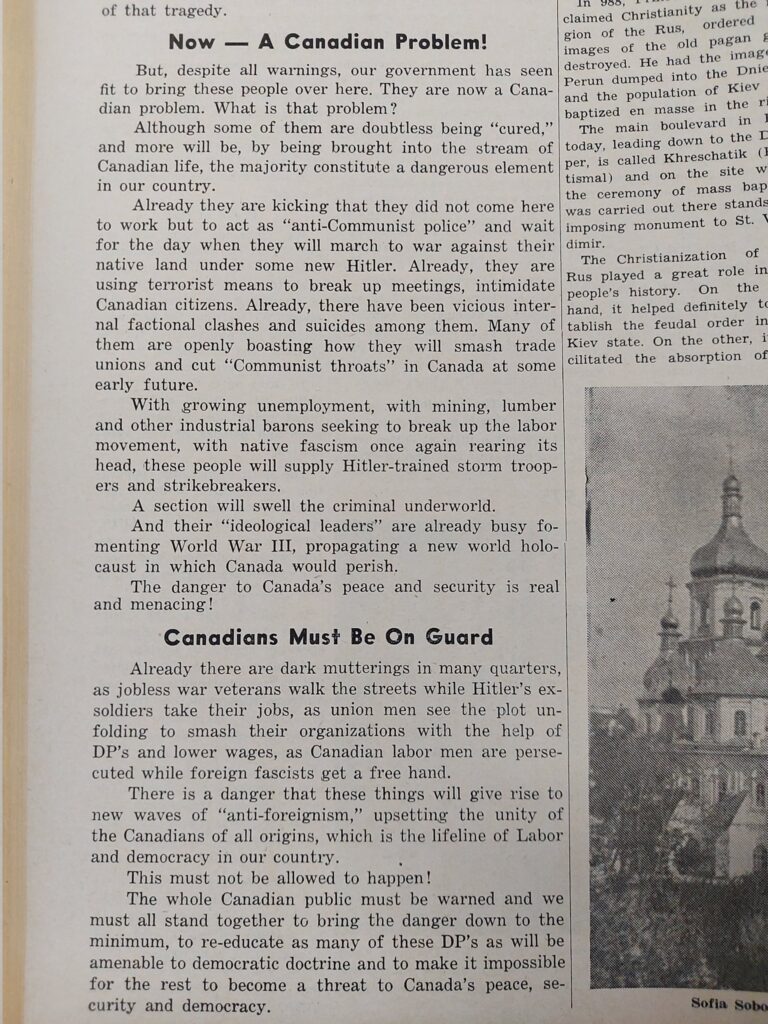 of that tragedy.
Now — A Canadian Problem!
But, despite all warnings, our government has seen
fit to bring these people over here. They are now a Cana-
dian problem. What is that problem?
Although some of them are doubtless being “cured,”
and more will be, by being brought into the stream of
Canadian life, the majority constitute a dangerous element
in our country.
Already they are kicking that they did not come here
to work but to act as “anti-Communist police” and wait
for the day when they will march to war against their
native land under some new Hitler. Already, they are
using terrorist means to break up meetings, intimidate
Canadian citizens. Already, there have been vicious inter-
nal factional clashes and suicides among them. Many of
them are openly boasting how they will smash trade
unions and cut “Communist throats” in Canada at some
early future.
With growing unemployment, with mining, lumber
and other industrial barons seeking to break up the labor
movement, with native fascism once again rearing its
head, these people will supply Hitler-trained storm troop-
ers and strikebreakers.
A section will swell the criminal underworld.
And their “ideological leaders” are already busy fo-
menting World War III, propagating a new world holo-
caust in which Canada would perish.
The danger to Canada’s peace and security is real
and menacing!
Canadians Must Be On Guard
Already there are dark mutterings in many quarters,
as jobless war veterans walk the streets while Hitler’s ex-
soldiers take their jobs, as union men see the plot un-
folding to smash their organizations with the help of
DP’s and lower wages, as Canadian labor men are perse-
cuted while foreign fascists get a free hand.
There is a danger that these things will give rise to
new waves of “anti-foreignism,” upsetting the unity of
the Canadians of all origins, which is the lifeline of Labor
and democracy in our country.
This must not be allowed to happen!
The whole Canadian public must be warned and we
must all stand together to bring the danger down to the
minimum, to re-educate as many of these DP’s as will be
amenable to democratic doctrine and to make it impossible
for the rest to become a threat to Canada’s peace, se-
curity and democracy.
In 988,
claimed Christianity as the
gion of the Rus, ordered
images of the old pagan
destroyed. He had the
Perun dumped into the
and the population of Kiev
baptized en masse in the
The main boulevard in
today, leading down to the
per, is called Khreschatik
tismal) and on the site
the ceremony of mass
was carried out there stands
imposing monument to St.
dimir.
The Christianization of
Rus played a great role in
people’s history. On the
hand, it helped definitely to
tablish the feudal order in
Kiev state. On the other,
cilitated the absorption of
Sofia